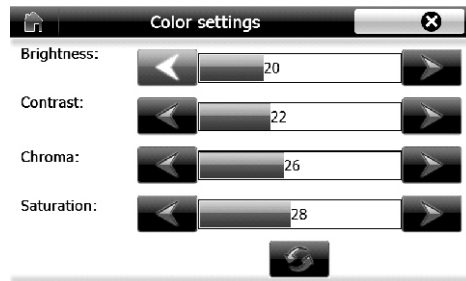 Color settings
Brightness:
20
Contrast:
22
Chroma:
26
Saturation:
28